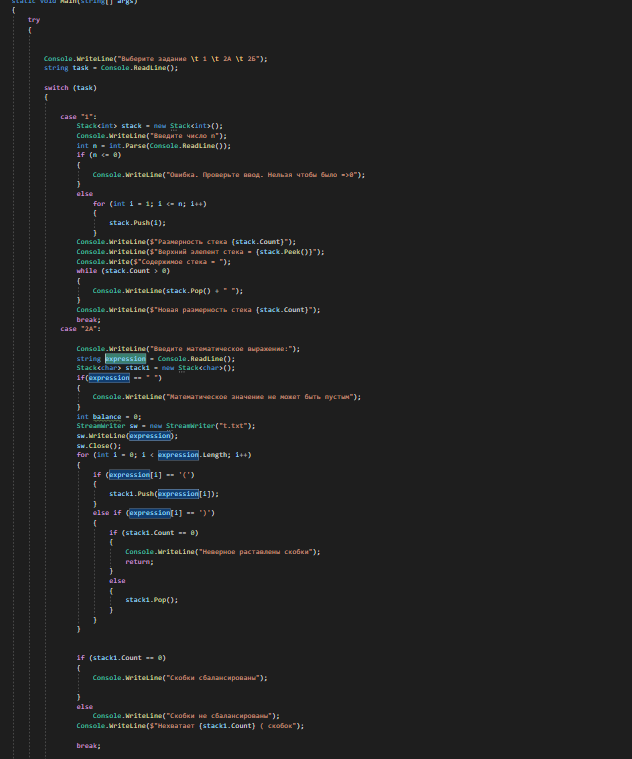 static void Main(string[] args)
{
try
{
Console.WriteLine("Выберите задание \t 1 \t 2А \t 2Б");
string task = Console.ReadLine();
switch (task)
{
case "1":
Stack<int> stack = new Stack<int>();
Console.WriteLine("Введите число n");
int n = int.Parse(Console.ReadLine());
if (n <= 0)
{
Console.WriteLine("Ошибка. Проверьте ввод. Нельзя чтобы было =>0");
}
else
for (int i = 1; i <= n; i++)
{
stack.Push(i);
}
Console.WriteLine($"Размерность стека {stack.Count}");
Console.WriteLine($"Верхний элемент стека = {stack.Peek()}");
Console.Write($"Содержимое стека = ");
while (stack.Count > 0)
{
Console.WriteLine(stack.Pop() + " ");
}
Console.WriteLine($"Новая размерность стека {stack.Count}");
break;
case "2А":
Console.WriteLine("Введите математическое выражение:");
string expression = Console.ReadLine();
Stack<char> stack1 = new Stack<char>();
if(expression == " ")
{
Console.WriteLine("Математическое значение не может быть пустым");
}
int balance = 0;
StreamWriter sw = new StreamWriter("t.txt");
sw.WriteLine(expression);
sw.Close();
for (int i = 0; i < expression.Length; i++)
{
if (expression[i] == '(')
{
stack1.Push(expression[i]);
}
else if (expression[i] == ')')
{
if (stack1.Count == 0)
{
Console.WriteLine("Неверное раставлены скобки");
return;
}
else
{
stack1.Pop();
}
}
}
if (stack1.Count == 0)
{
Console.WriteLine("Скобки сбалансированы");
}
else
Console.WriteLine("Скобки не сбалансированы");
Console.WriteLine($"Нехватает {stack1.Count} ( скобок");
break;